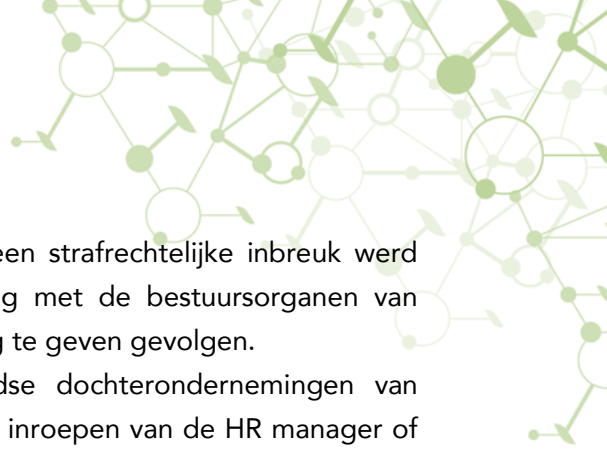 een strafrechtelijke inbreuk werd
g met de bestuursorganen van
te geven gevolgen.
dse dochterondernemingen van
inroepen van de HR manager of